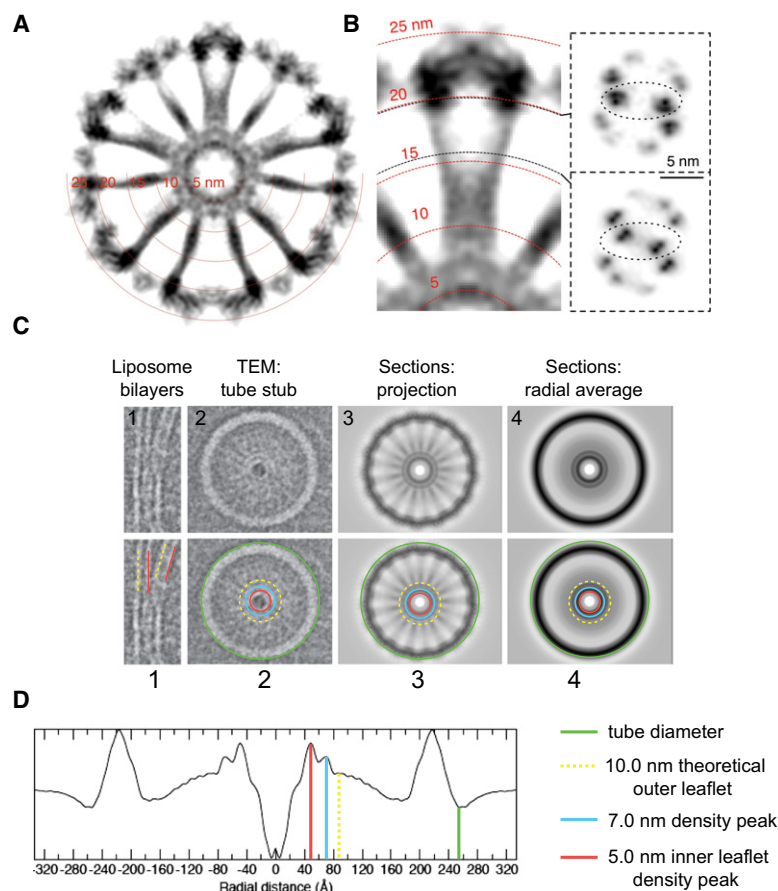 A
25 20 15 10 5 nm
B
25 nm
20
15
10
5
5 nm
C
Liposome
bilayers
TEM:
tube stub
Sections:
projection
Sections:
radial average
1
2
3
4
1
2
3
4
D
-320 -280 -240 -200 -160 -120 -80 -40 0 40 80 120 160 200 240 280 320
Radial distance (Å)
tube diameter
10.0 nm theoretical
outer leaflet
7.0 nm density peak
5.0 nm inner leaflet
density peak